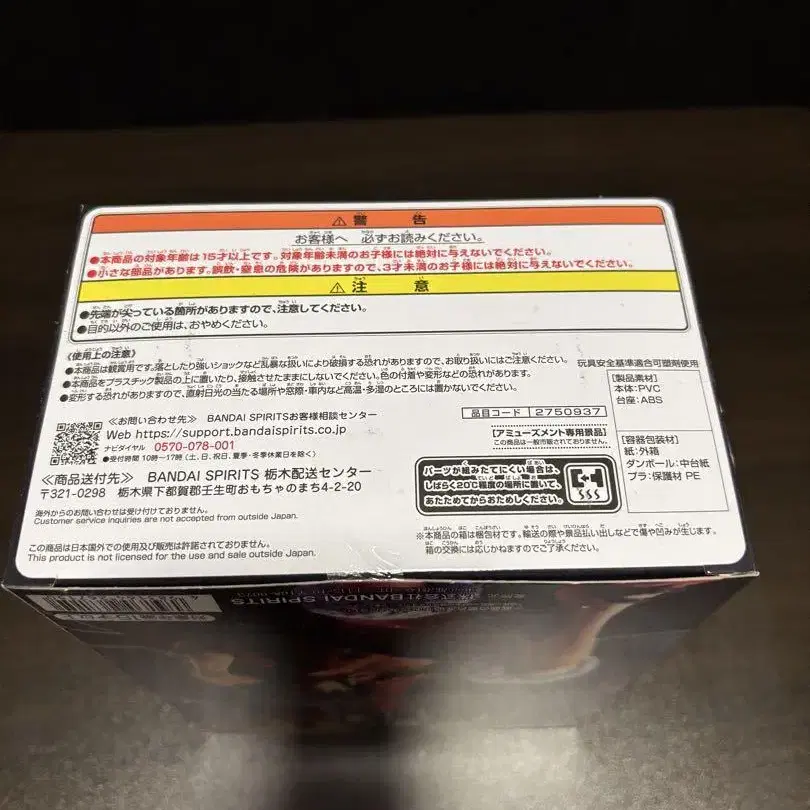 ⚠警 告
お客様へ 必ずお読みください。
●本商品の対象年齢は15才以上です。対象年齢未満のお子様には絶対に与えないでください。
●小さな部品があります。誤飲・窒息の危険がありますので、3才未満のお子様には絶対に与えないでください。
⚠注 意
●先端が尖っている箇所がありますので、注意してください。
●目的以外のご使用は、おやめください。
《使用上の注意》
●本商品は観賞用です。落としたり強いショックなど乱暴な扱いにより破損する恐れがありますので、お取り扱いにはご注意ください。
●本商品をプラスチック製品の上に置いたり、接触させたままにしないでください。色の付着や変形などの恐れがあります。
●変形する恐れがありますので、直射日光の当たる場所や窓際・車内など高温・多湿のところには置かないでください。
玩具安全基準適合可塑剤使用
[製品素材]
本体:PVC
台座:ABS
[容器包装材]
紙:外箱
ダンボール:中台紙
プラ:保護材 PE
《お問い合わせ先》 BANDAI SPIRITSお客様相談センター
Web https://support.bandaispirits.co.jp
ナビダイヤル 0570-078-001
●受付時間 10時〜17時(土、日、祝日、夏季・冬季休業日を除く)
品目コード 2750937
[アミューズメント専用景品]
この商品は一般市販されておりません。
《商品送付先》 BANDAI SPIRITS 栃木配送センター
〒321-0298 栃木県下都賀郡壬生町おもちゃのまち4-2-20
パーツが組みたてにくい場合は、
しばらく20℃程度の場所に置いて、
あたためてからおためしください。
海外からのお問い合わせは受け付けておりません。
Customer service inquiries are not accepted from outside Japan.
※本商品の箱は梱包材です。輸送の際や景品払い出しなどで傷や凹みが生じます。
箱の交換には応じかねますのでご了承ください。
この商品は日本国外での使用及び販売は許諾されておりません。
This product is not licensed for the use and sale outside Japan.
株式会社BANDAI SPIRITS
対象年齢15才以上